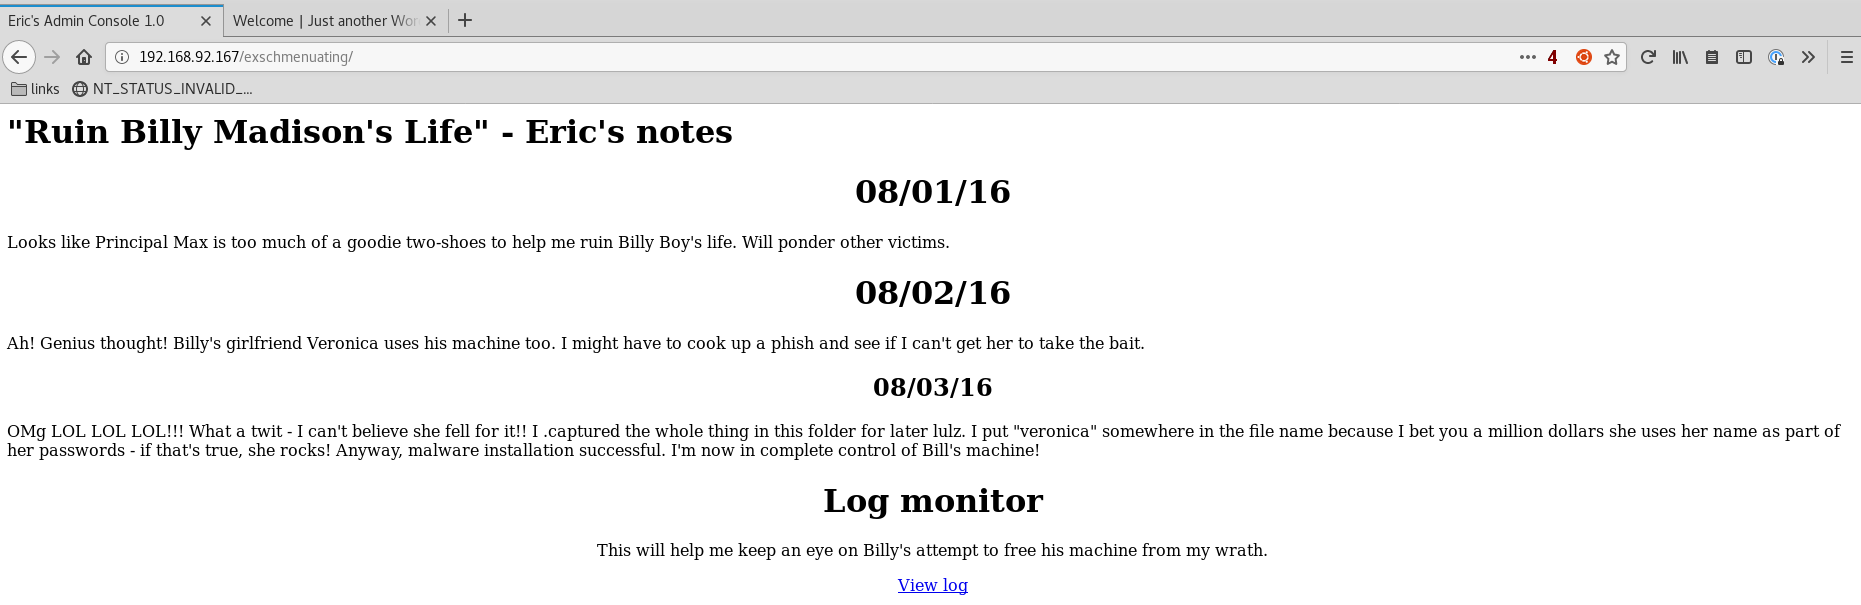 Eric's Admin Console 1.0
Welcome | Just another Wor
192.168.92.167/exschmenuating/
4
links
NT_STATUS_INVALID_...
"Ruin Billy Madison's Life" - Eric's notes
08/01/16
Looks like Principal Max is too much of a goodie two-shoes to help me ruin Billy Boy's life. Will ponder other victims.
08/02/16
Ah! Genius thought! Billy's girlfriend Veronica uses his machine too. I might have to cook up a phish and see if I can't get her to take the bait.
08/03/16
OMg LOL LOL LOL!!! What a twit - I can't believe she fell for it!! I .captured the whole thing in this folder for later lulz. I put "veronica" somewhere in the file name because I bet you a million dollars she uses her name as part of
her passwords - if that's true, she rocks! Anyway, malware installation successful. I'm now in complete control of Bill's machine!
Log monitor
This will help me keep an eye on Billy's attempt to free his machine from my wrath.
View log